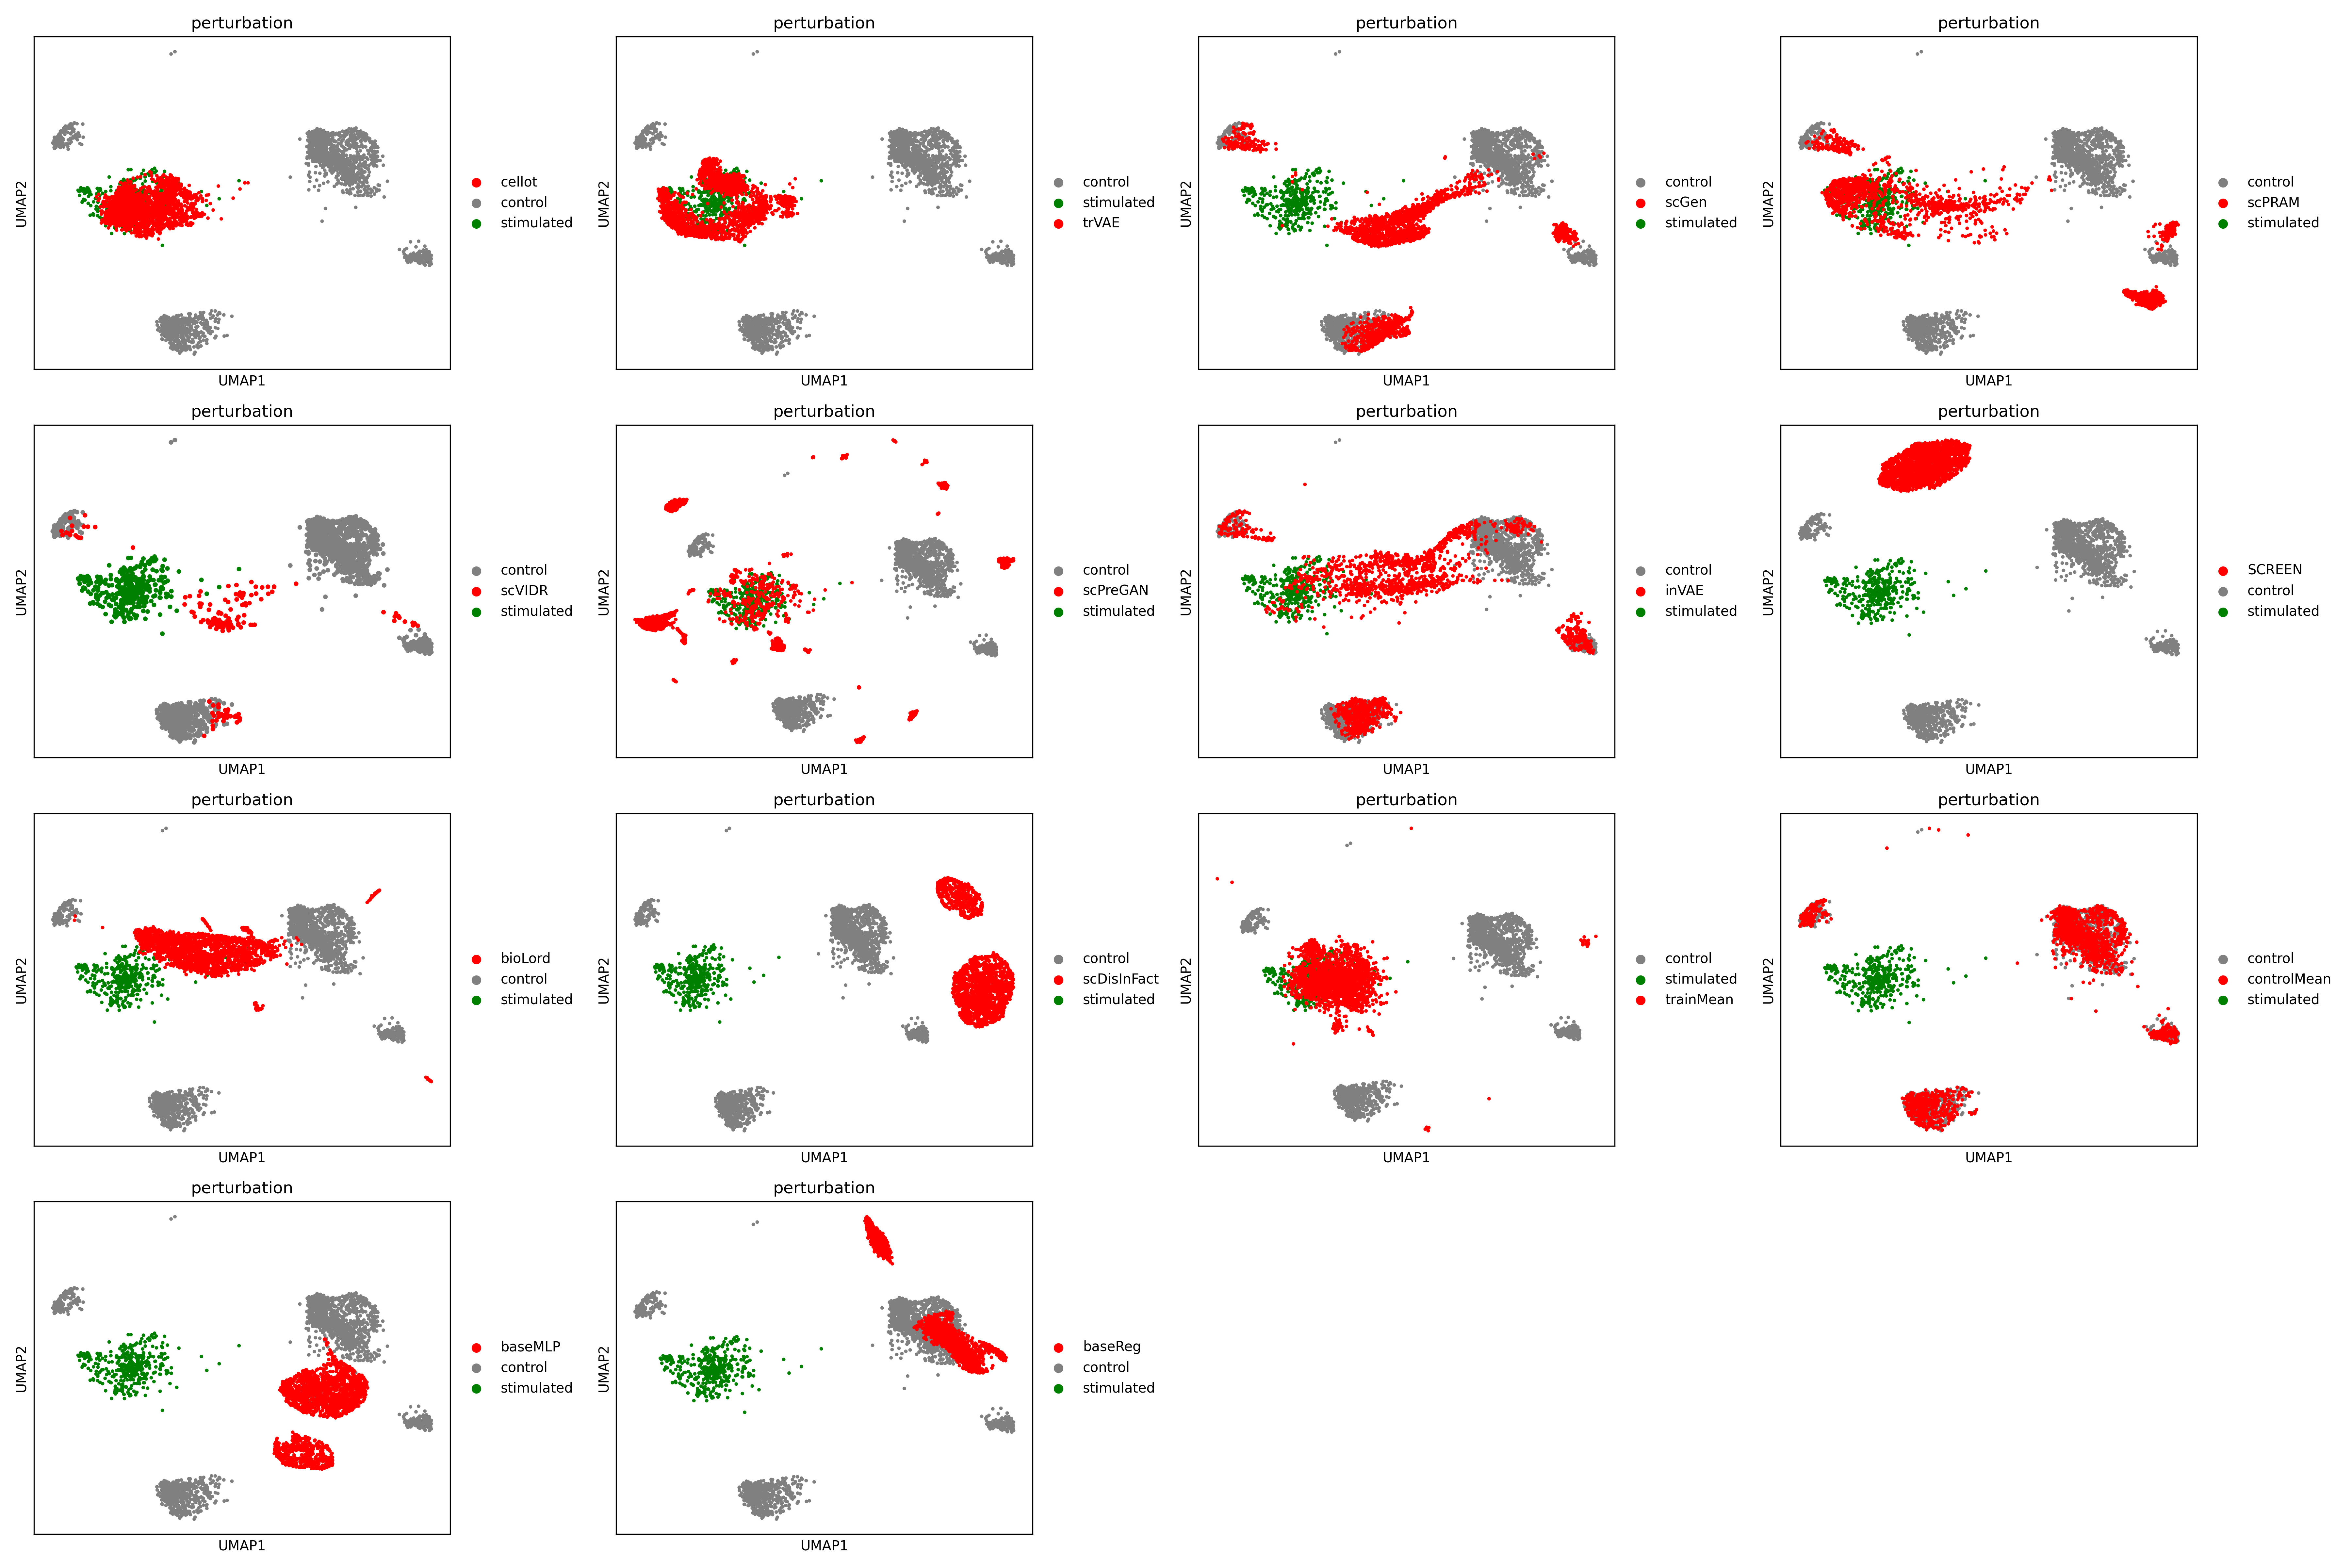 perturbation
UMAP2
UMAP1
cellot
control
stimulated
perturbation
UMAP2
UMAP1
control
stimulated
trVAE
perturbation
UMAP2
UMAP1
control
scGen
stimulated
perturbation
UMAP2
UMAP1
control
scPRAM
stimulated
perturbation
UMAP2
UMAP1
control
scVIDR
stimulated
perturbation
UMAP2
UMAP1
control
scPreGAN
stimulated
perturbation
UMAP2
UMAP1
control
inVAE
stimulated
perturbation
UMAP2
UMAP1
SCREEN
control
stimulated
perturbation
UMAP2
UMAP1
bioLord
control
stimulated
perturbation
UMAP2
UMAP1
control
scDisInFact
stimulated
perturbation
UMAP2
UMAP1
control
stimulated
trainMean
perturbation
UMAP2
UMAP1
control
controlMean
stimulated
perturbation
UMAP2
UMAP1
baseMLP
control
stimulated
perturbation
UMAP2
UMAP1
baseReg
control
stimulated